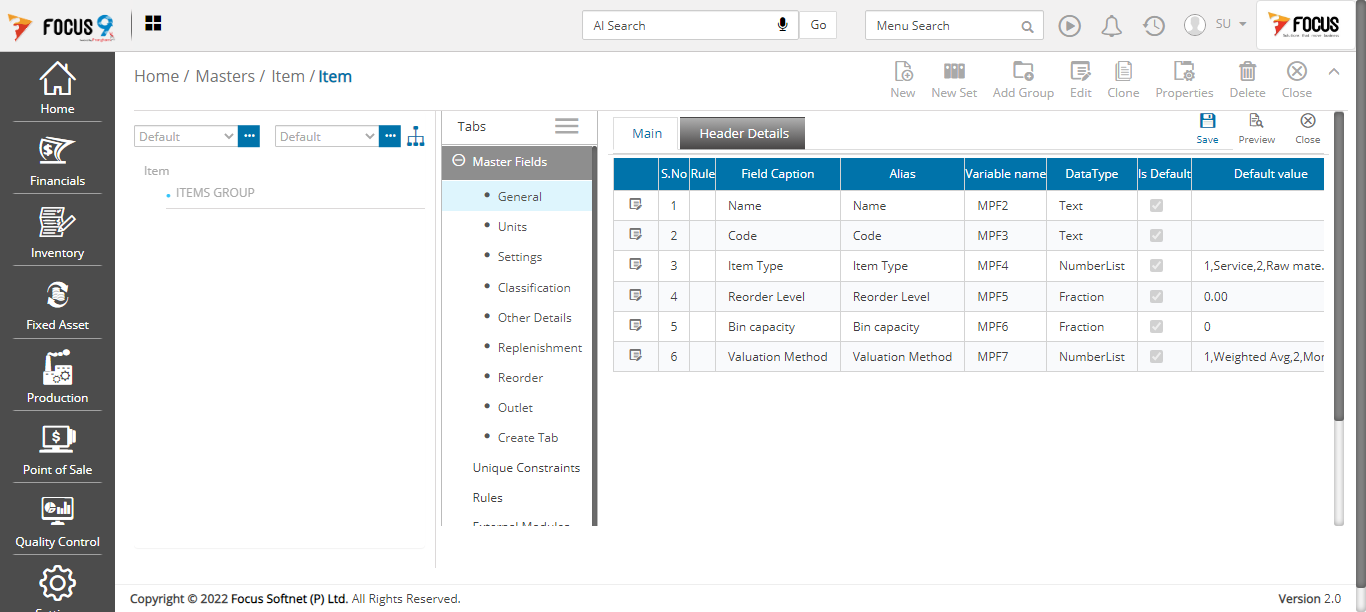 FOCUS 9
AI Search
Go
Menu Search
SU
FOCUS
Home
Financials
Inventory
Fixed Asset
Production
Point of Sale
Quality Control
Home / Masters / Item / Item
New
New Set
Add Group
Edit
Clone
Properties
Delete
Close
Default
Default
Item
ITEMS GROUP
Tabs
Master Fields
General
Units
Settings
Classification
Other Details
Replenishment
Reorder
Outlet
Create Tab
Unique Constraints
Rules
External Modules
Main
Header Details
Save
Preview
Close
S.No Rule Field Caption Alias Variable name DataType Is Default Default value
1 Name Name MPF2 Text
2 Code Code MPF3 Text
3 Item Type Item Type MPF4 NumberList 1,Service,2,Raw mate.
4 Reorder Level Reorder Level MPF5 Fraction 0.00
5 Bin capacity Bin capacity MPF6 Fraction 0
6 Valuation Method Valuation Method MPF7 NumberList 1,Weighted Avg,2,Mor
Copyright © 2022 Focus Softnet (P) Ltd. All Rights Reserved.
Version 2.0